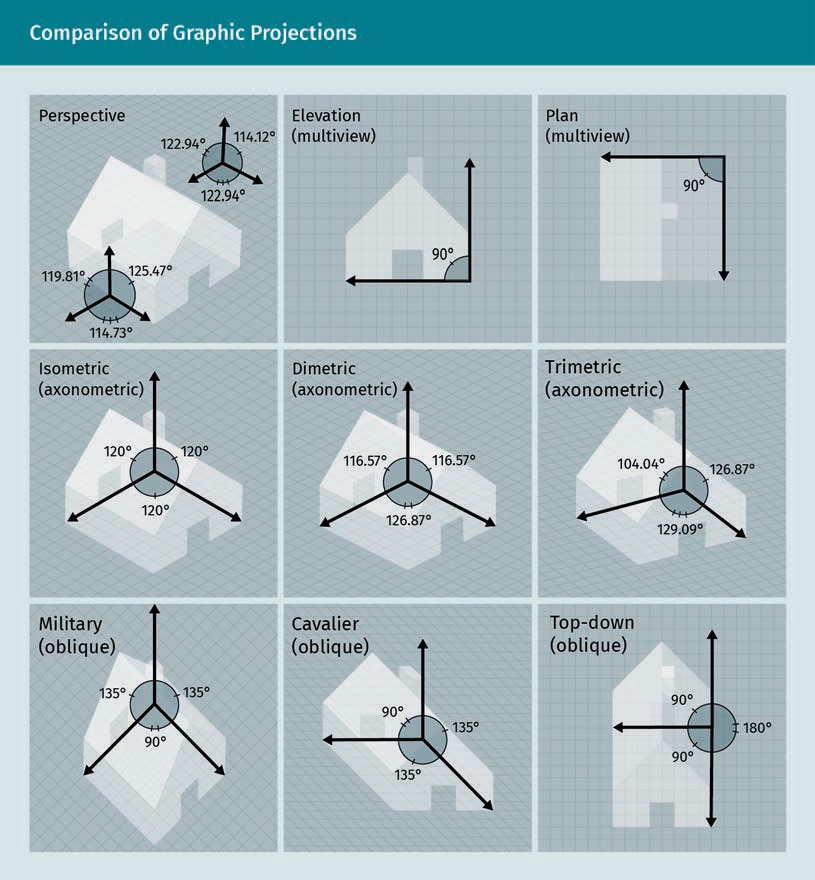 Comparison of Graphic Projections
Perspective
122.94°
114.12°
122.94°
119.81°
125.47°
114.73°
Elevation
(multiview)
90°
Plan
(multiview)
90°
Isometric
(axonometric)
120°
120°
120°
Dimetric
(axonometric)
116.57°
116.57°
126.87°
Trimetric
(axonometric)
104.04°
126.87°
129.09°
Military
(oblique)
135°
135°
90°
Cavalier
(oblique)
90°
135°
135°
Top-down
(oblique)
90°
180°
90°